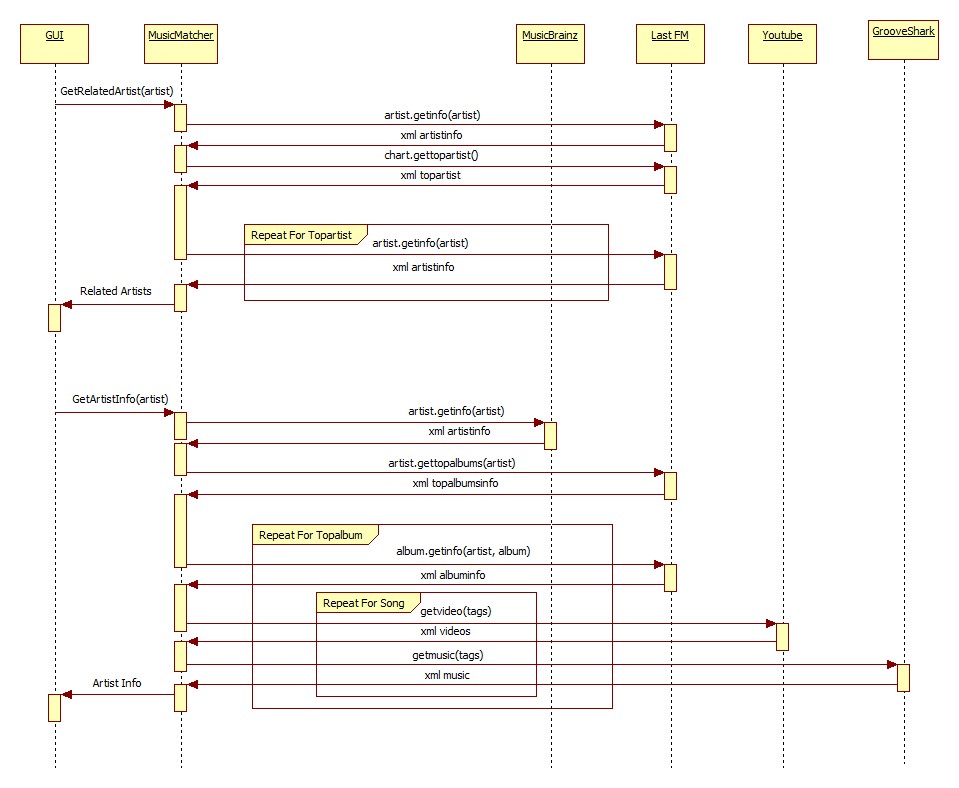 GUI
MusicMatcher
MusicBrainz
Last FM
Youtube
GrooveShark
GetRelatedArtist(artist)
artist.getinfo(artist)
xml artistinfo
chart.gettopartist()
xml topartist
Repeat For Topartist
artist.getinfo(artist)
xml artistinfo
Related Artists
GetArtistInfo(artist)
artist.getinfo(artist)
xml artistinfo
artist.gettopalbums(artist)
xml topalbumsinfo
Repeat For Topalbum
album.getinfo(artist, album)
xml albuminfo
Repeat For Song
getvideo(tags)
xml videos
getmusic(tags)
xml music
Artist Info